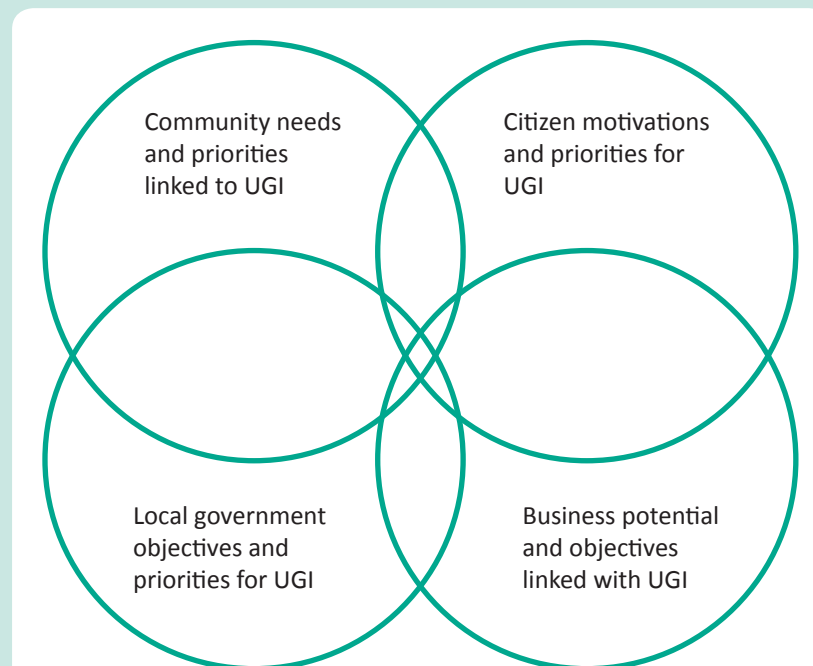 Community needs
and priorities
linked to UGI
Citizen motivations
and priorities for
UGI
Local government
objectives and
priorities for UGI
Business potential
and objectives
linked with UGI